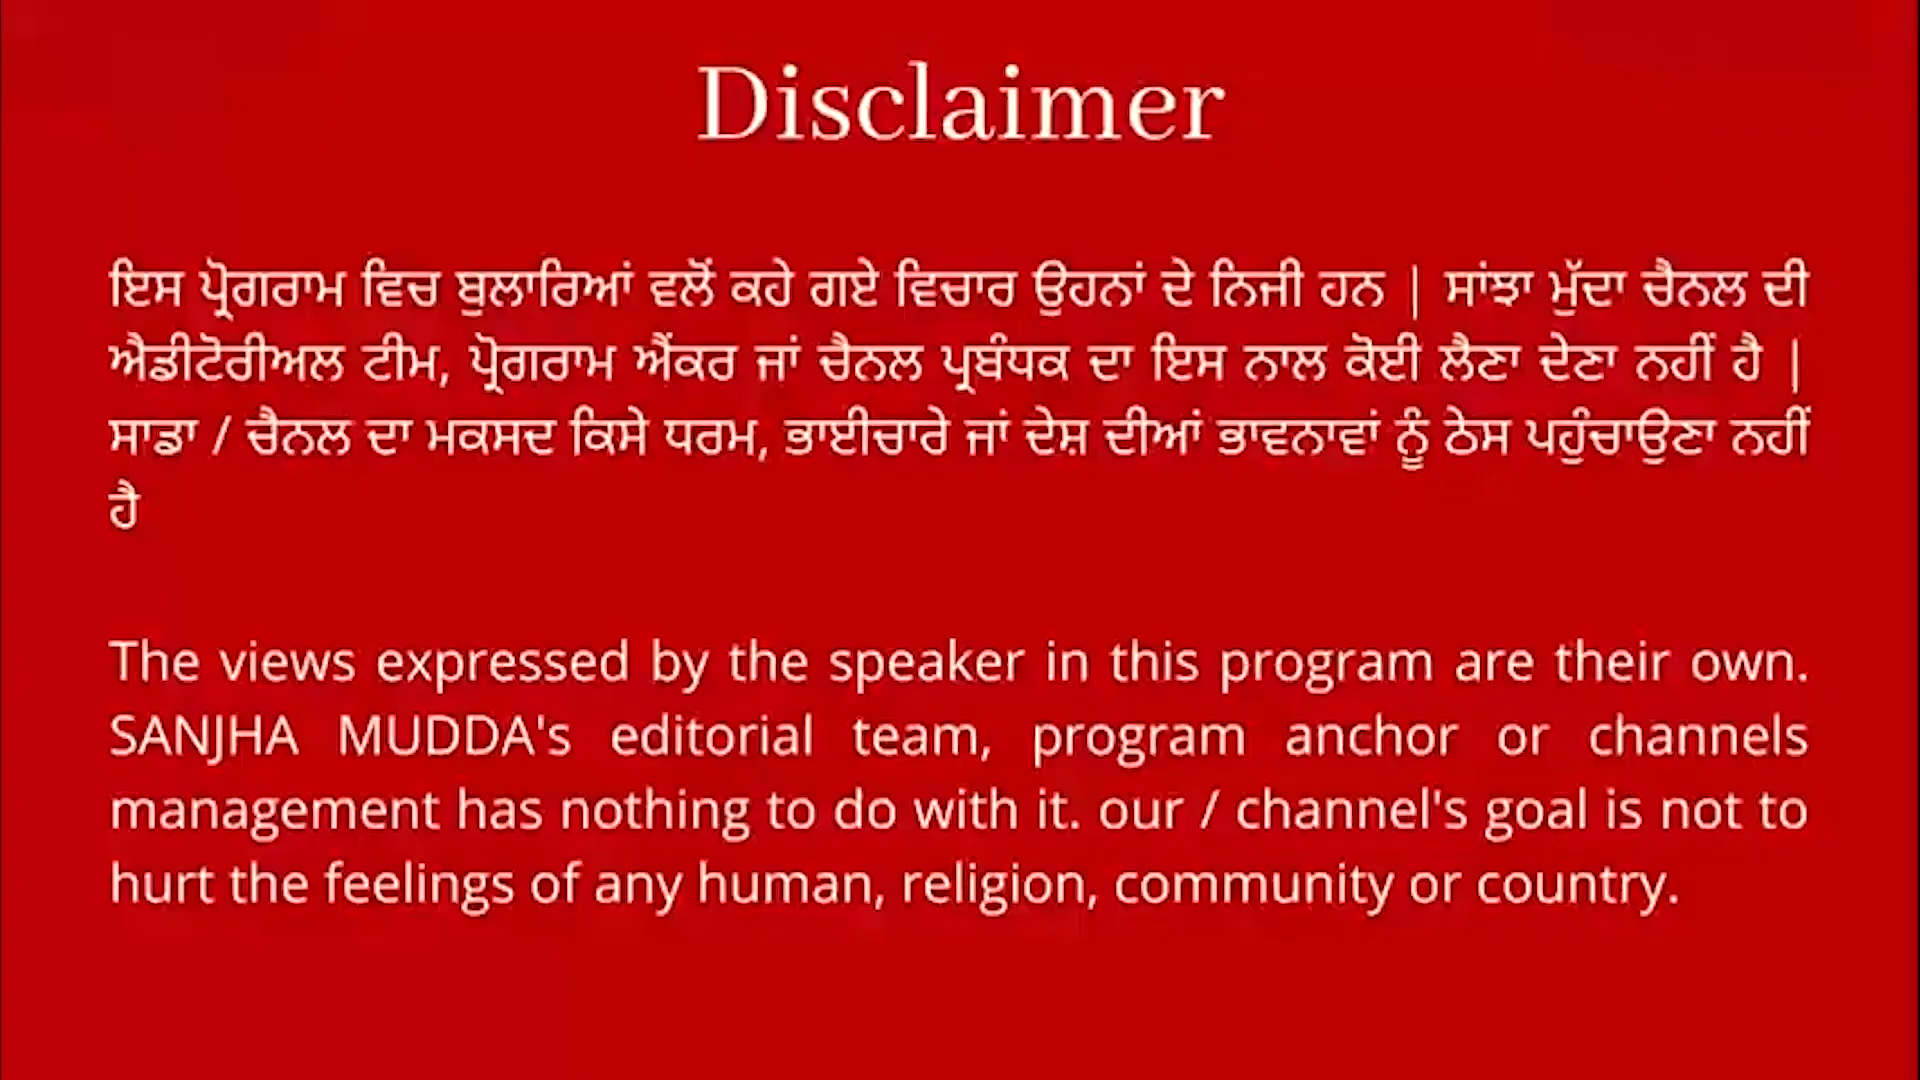 Disclaimer
ਇਸ ਪ੍ਰੋਗਰਾਮ ਵਿਚ ਬੁਲਾਰਿਆਂ ਵਲੋਂ ਕਹੇ ਗਏ ਵਿਚਾਰ ਉਹਨਾਂ ਦੇ ਨਿਜੀ ਹਨ | ਸਾਂਝਾ ਮੁੱਦਾ ਚੈਨਲ ਦੀ
ਐਡੀਟੋਰੀਅਲ ਟੀਮ, ਪ੍ਰੋਗਰਾਮ ਐਂਕਰ ਜਾਂ ਚੈਨਲ ਪ੍ਰਬੰਧਕ ਦਾ ਇਸ ਨਾਲ ਕੋਈ ਲੈਣਾ ਦੇਣਾ ਨਹੀਂ ਹੈ |
ਸਾਡਾ / ਚੈਨਲ ਦਾ ਮਕਸਦ ਕਿਸੇ ਧਰਮ, ਭਾਈਚਾਰੇ ਜਾਂ ਦੇਸ਼ ਦੀਆਂ ਭਾਵਨਾਵਾਂ ਨੂੰ ਠੇਸ ਪਹੁੰਚਾਉਣਾ ਨਹੀਂ
ਹੈ
The views expressed by the speaker in this program are their own.
SANJHA MUDDA's editorial team, program anchor or channels
management has nothing to do with it. our / channel's goal is not to
hurt the feelings of any human, religion, community or country.